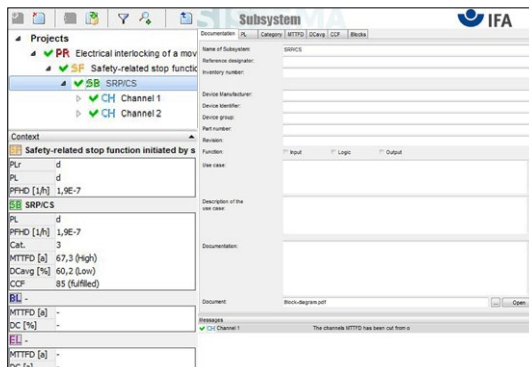 SISTEMA
Subsystem
IFA
Projects
PR Electrical interlocking of a mov
SF Safety-related stop functic
SB SRP/CS
CH Channel 1
CH Channel 2
Context
SF Safety-related stop function initiated by s
PLr d
PL d
PFHD [1/h] 1,9E-7
SB SRP/CS
PL d
PFHD [1/h] 1,9E-7
Cat. 3
MTTFD [a] 67,3 (High)
DCavg [%] 60,2 (Low)
CCF 85 (fulfilled)
BL -
MTTFD [a] -
DC [%] -
EL -
MTTFD [a] -
Documentation PL Category MTTFD DCavg CCF Blocks
Name of Subsystem: SRP/CS
Reference designator:
Inventory number:
Device Manufacturer:
Device Identifier:
Device group:
Part number:
Revision:
Function: Input Logic Output
Use case:
Description of the
use case:
Documentation:
Document: Block-diagram.pdf ... Open
Messages
CH Channel 1 The channels MTTFD has been cut from o